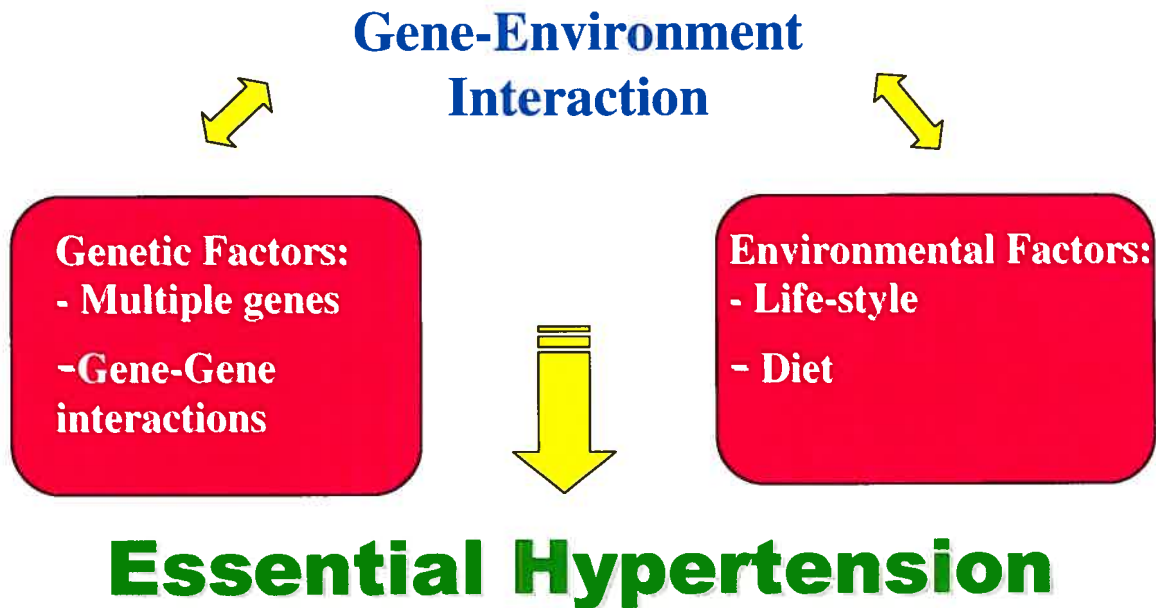 Gene-Environment
Interaction
Genetic Factors:
- Multiple genes
-Gene-Gene
interactions
Environmental Factors:
- Life-style
- Diet
Essential Hypertension